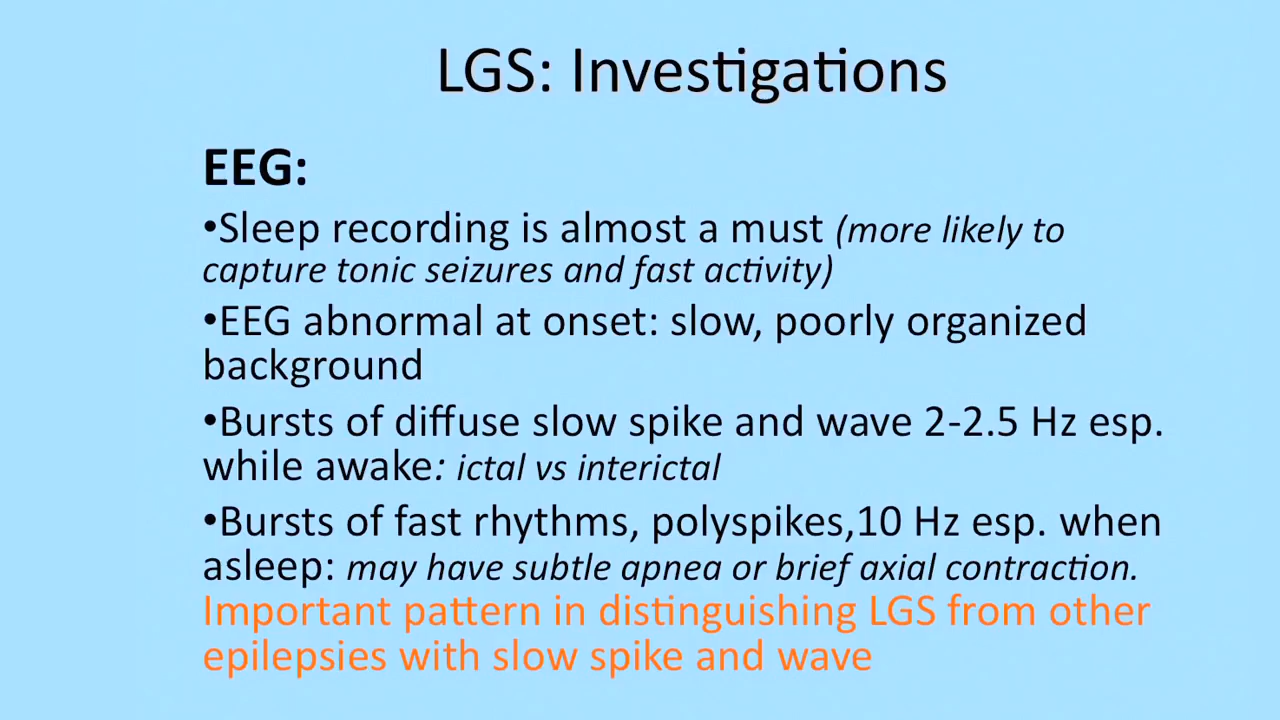 LGS: Investigations
EEG:
•Sleep recording is almost a must (more likely to
capture tonic seizures and fast activity)
•EEG abnormal at onset: slow, poorly organized
background
•Bursts of diffuse slow spike and wave 2-2.5 Hz esp.
while awake: ictal vs interictal
•Bursts of fast rhythms, polyspikes,10 Hz esp. when
asleep: may have subtle apnea or brief axial contraction.
Important pattern in distinguishing LGS from other
epilepsies with slow spike and wave